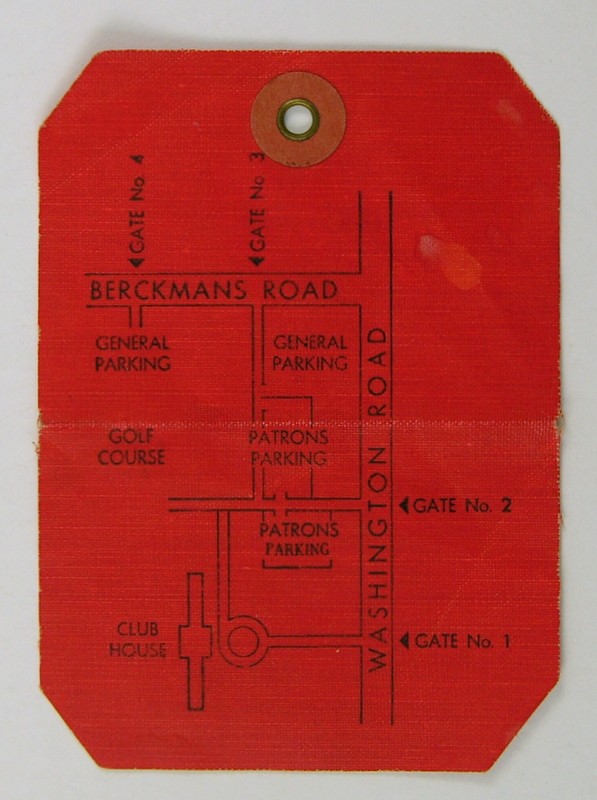 GATE No. 4
GATE No. 3
BERCKMANS ROAD
GENERAL
PARKING
GENERAL
PARKING
WASHINGTON ROAD
GOLF
COURSE
PATRONS
PARKING
GATE No. 2
PATRONS
PARKING
CLUB
HOUSE
GATE No. 1